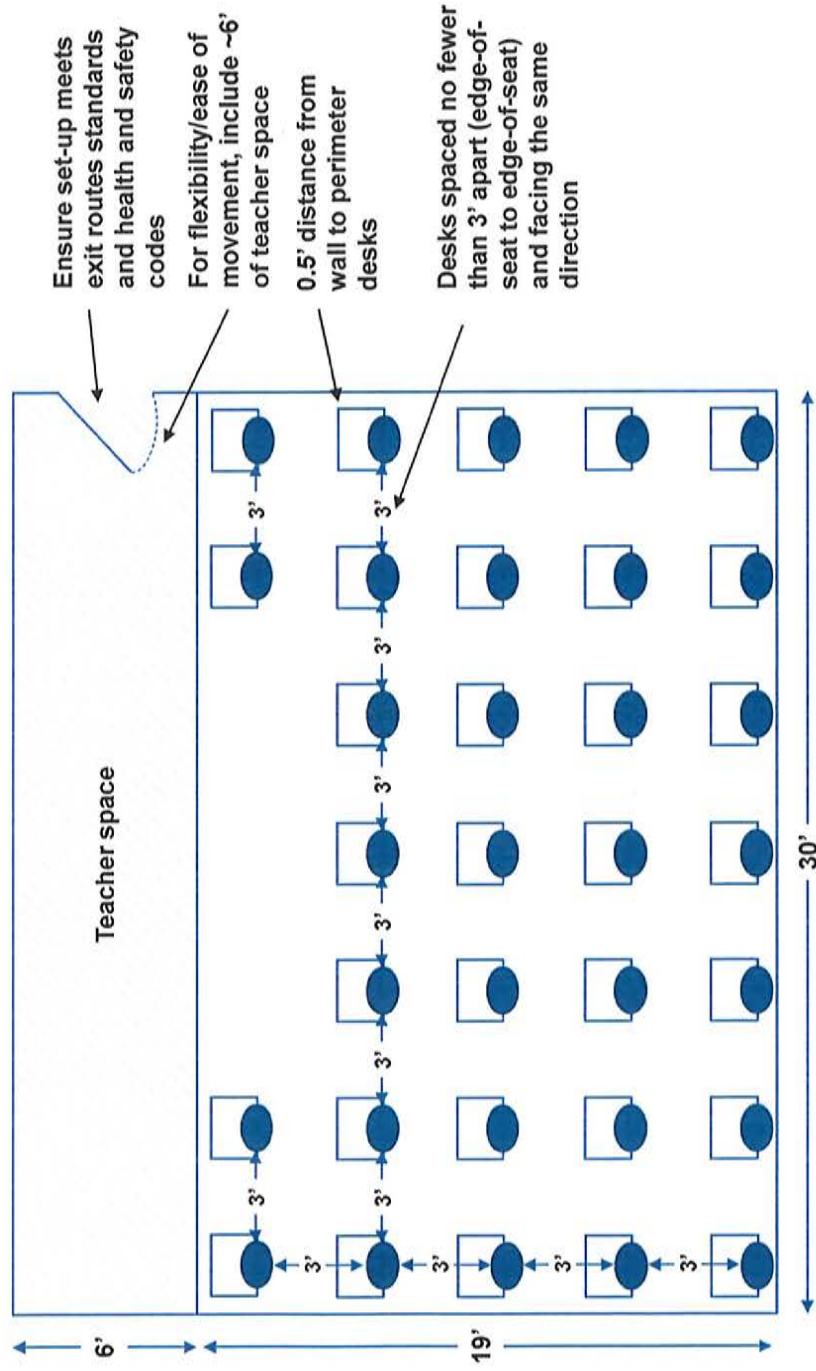 Ensure set-up meets
exit routes standards
and health and safety
codes
For flexibility/ease of
movement, include ~6'
of teacher space
0.5' distance from
wall to perimeter
desks
Desks spaced no fewer
than 3' apart (edge-of-
seat to edge-of-seat)
and facing the same
direction
Teacher space
6'
3'
3'
3'
3'
3'
3'
3'
3'
3'
3'
3'
3'
19'
30'